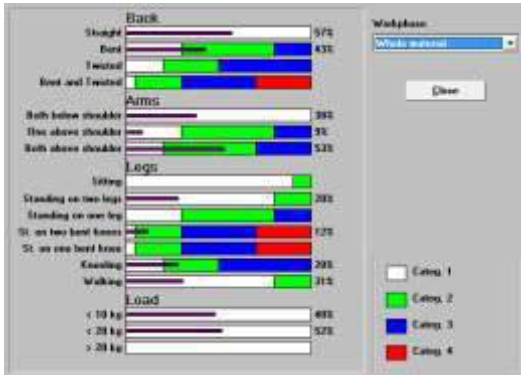 Back
Straight 57%
Bent 43%
Twisted
Bent and Twisted
Arms
Both below shoulder 38%
One above shoulder 9%
Both above shoulder 53%
Legs
Sitting
Standing on two legs 28%
Standing on one leg
St. on two bent knees 12%
St. on one bent knee
Kneeling
Walking 31%
Load
< 10 kg 48%
< 20 kg 52%
> 20 kg
Workphase:
Whole material
Close
Categ. 1
Categ. 2
Categ. 3
Categ. 4